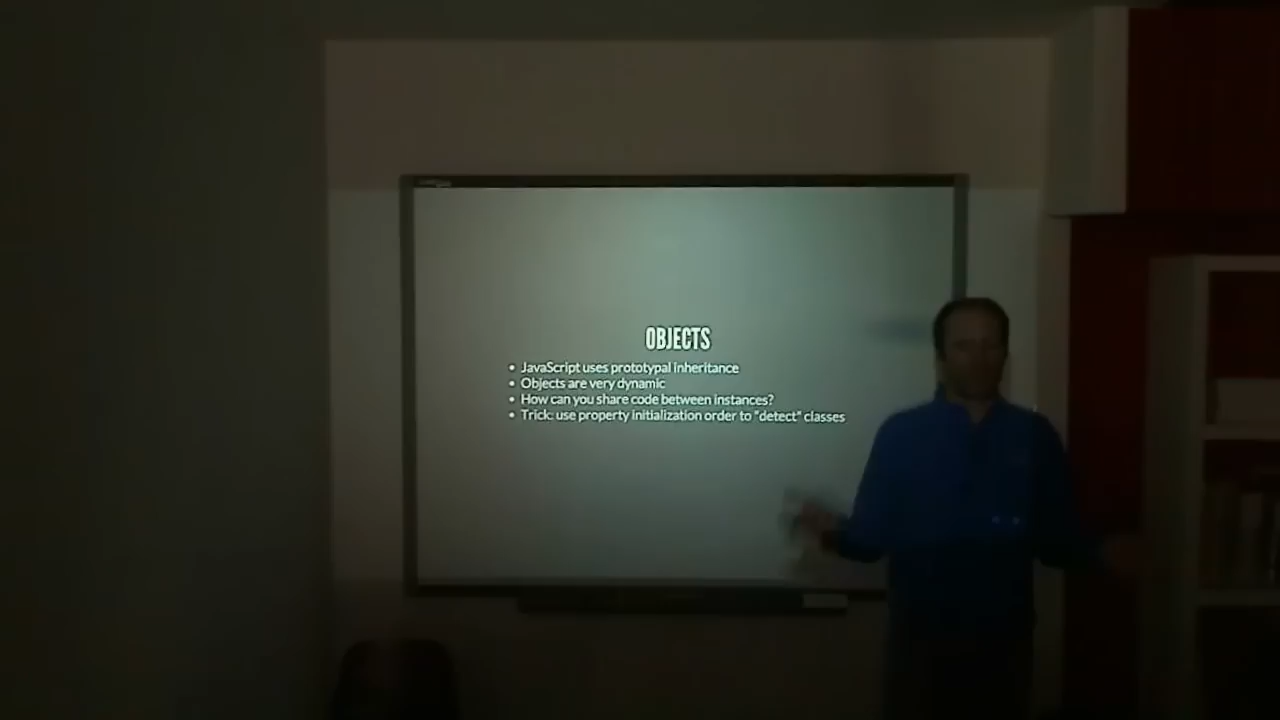 OBJECTS
• JavaScript uses prototypal inheritance
• Objects are very dynamic
• How can you share code between instances?
• Trick: use property initialization order to "detect" classes